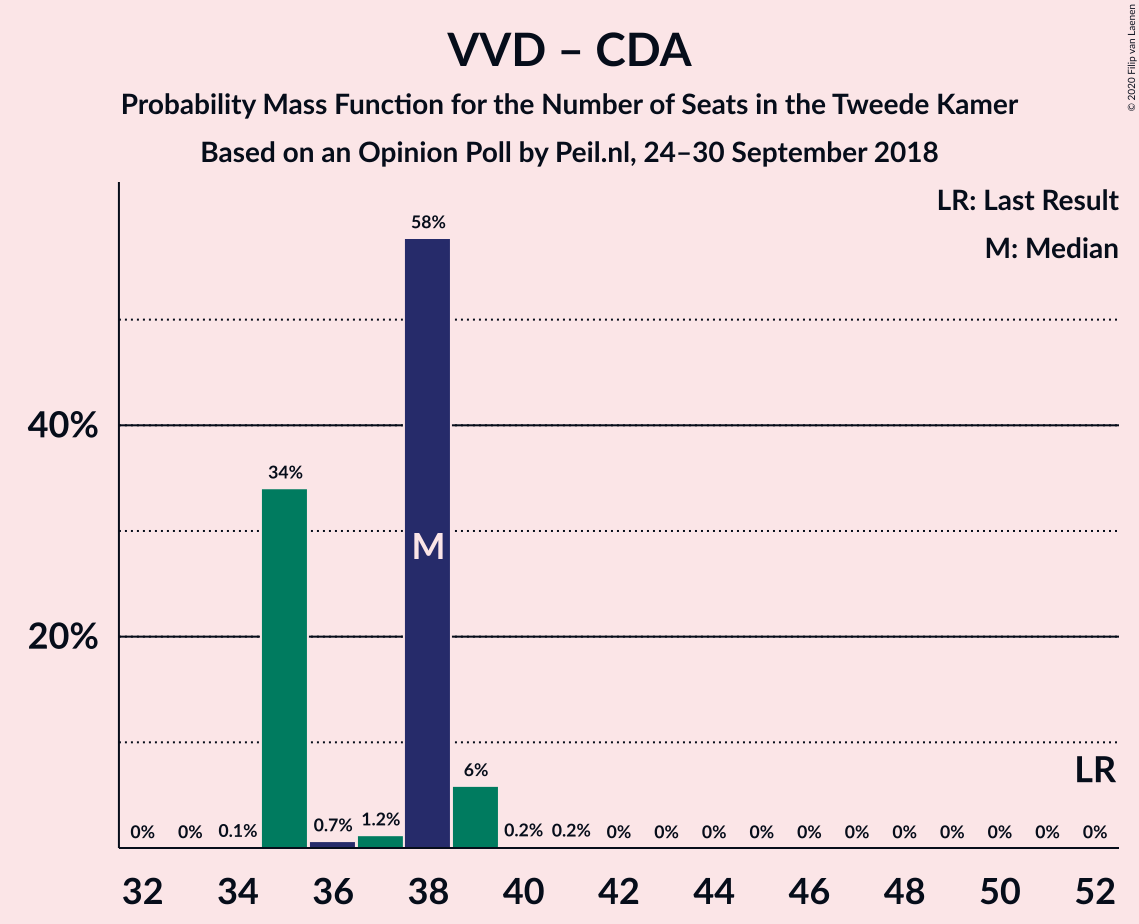 VVD – CDA
Probability Mass Function for the Number of Seats in the Tweede Kamer
Based on an Opinion Poll by Peil.nl, 24–30 September 2018
© 2020 Filip van Laenen
LR: Last Result
M: Median
58%
40%
34%
M
20%
LR
6%
0% 0% 0.1% 0.7% 1.2% 0.2% 0.2% 0% 0% 0% 0% 0% 0% 0% 0% 0% 0% 0%
32 34 36 38 40 42 44 46 48 50 52